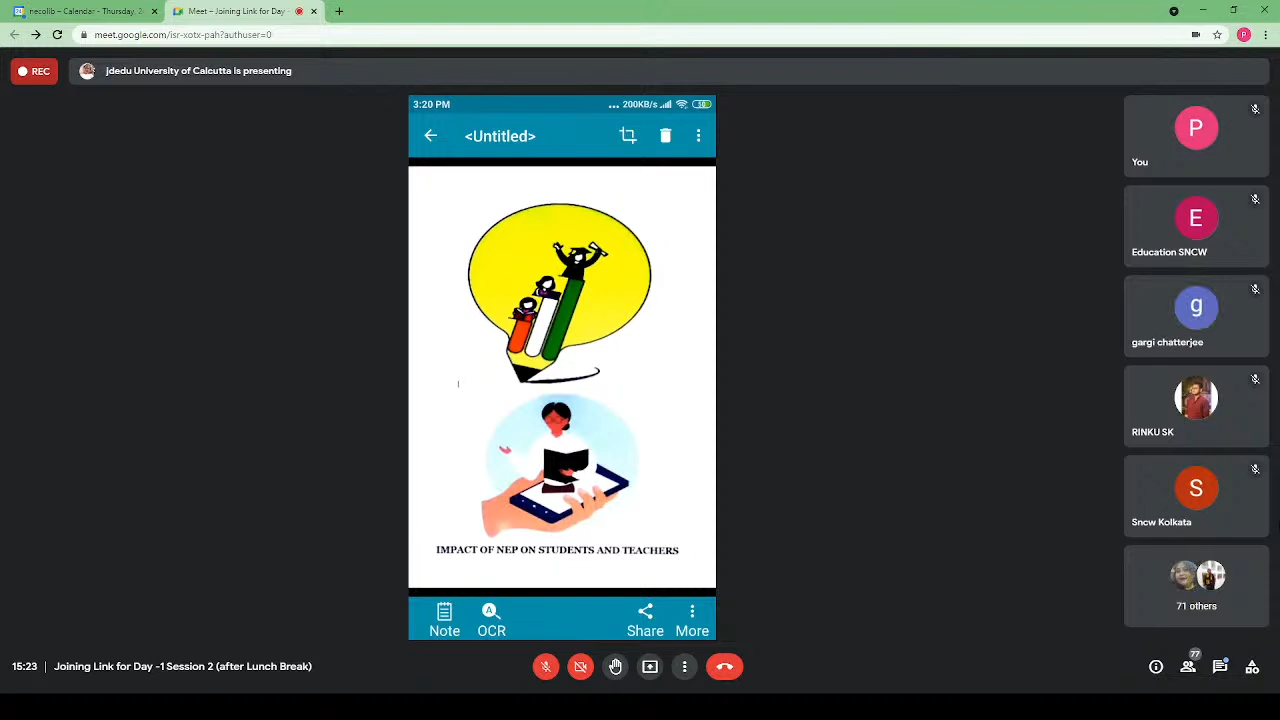 necolib – Calendar - Thursday, 2
Meet – Joining Link for Day -
meet.google.com/isr-xotx-pah?authuser=0
P
REC
jdedu University of Calcutta is presenting
3:20 PM
... 200KB/s
<Untitled>
P
You
E
Education SNCW
g
gargi chatterjee
RINKU SK
S
Sncw Kolkata
71 others
IMPACT OF NEP ON STUDENTS AND TEACHERS
Note
OCR
Share
More
15:23 | Joining Link for Day -1 Session 2 (after Lunch Break)
77